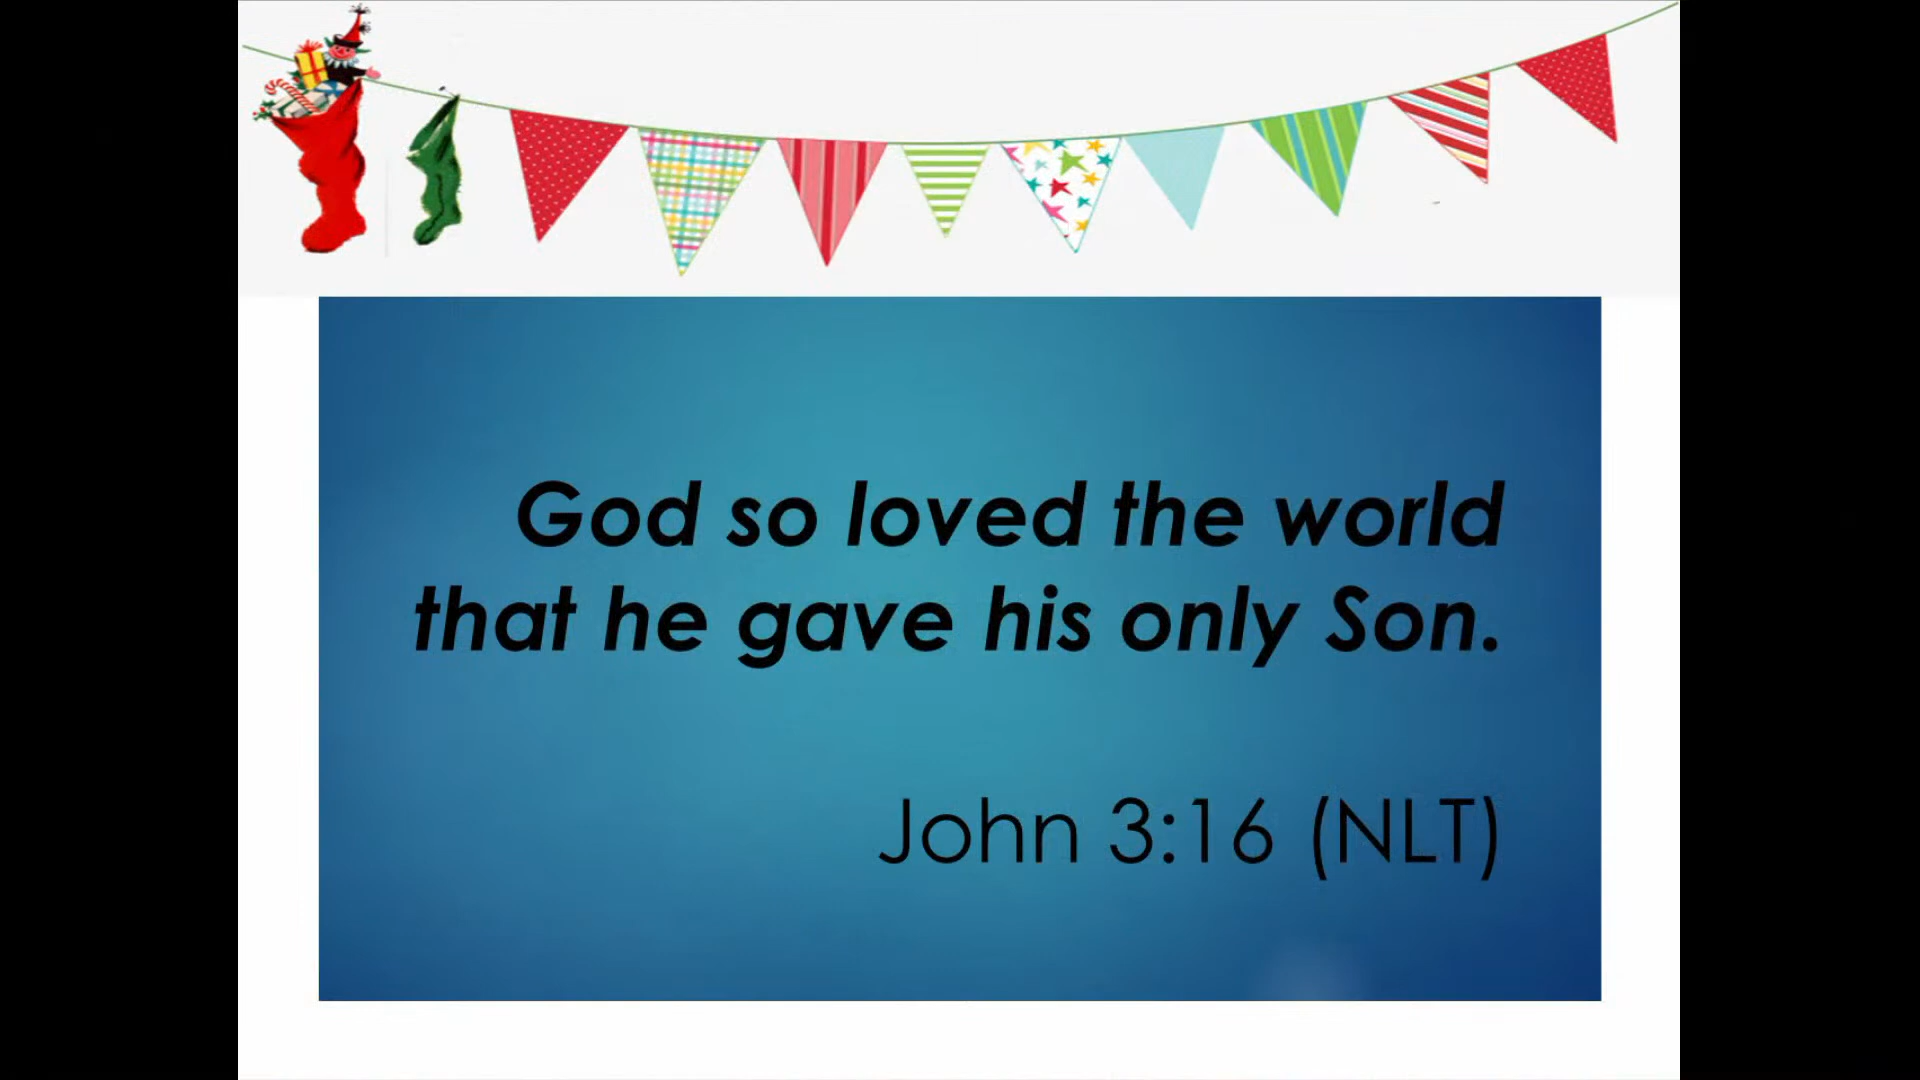 God so loved the world
that he gave his only Son.
John 3:16 (NLT)